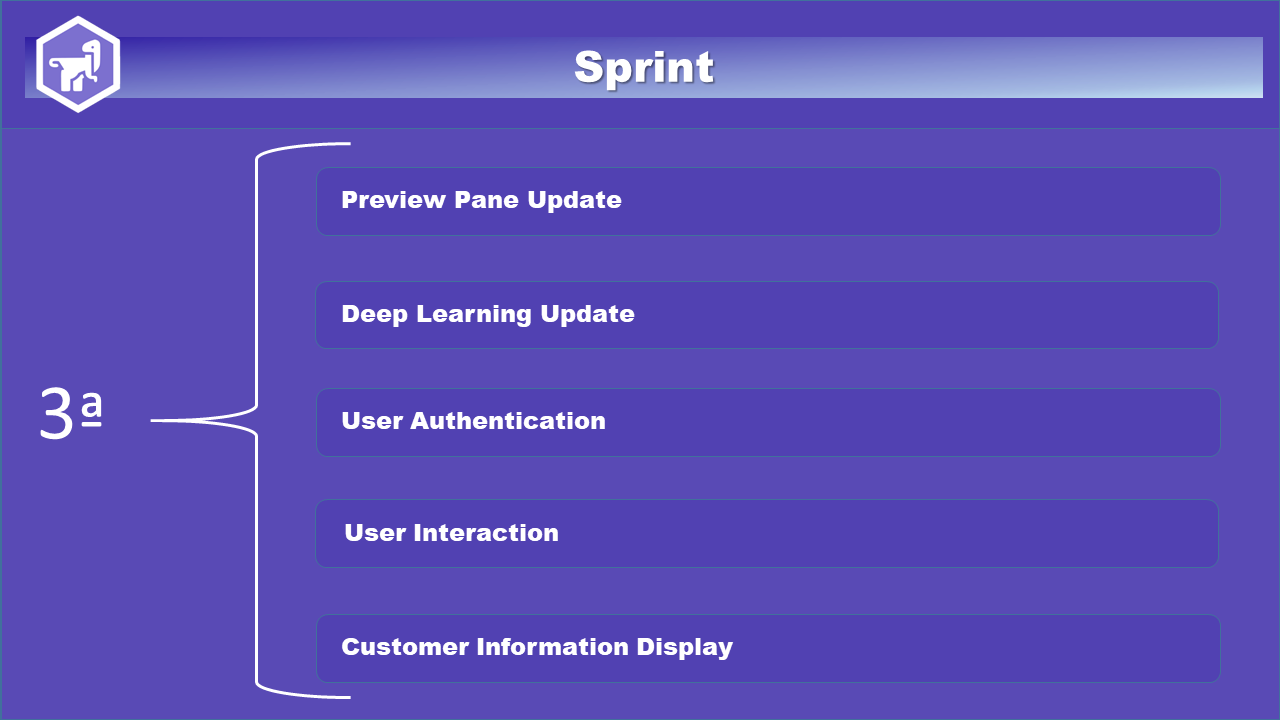 Sprint
Preview Pane Update
Deep Learning Update
3ª
User Authentication
User Interaction
Customer Information Display